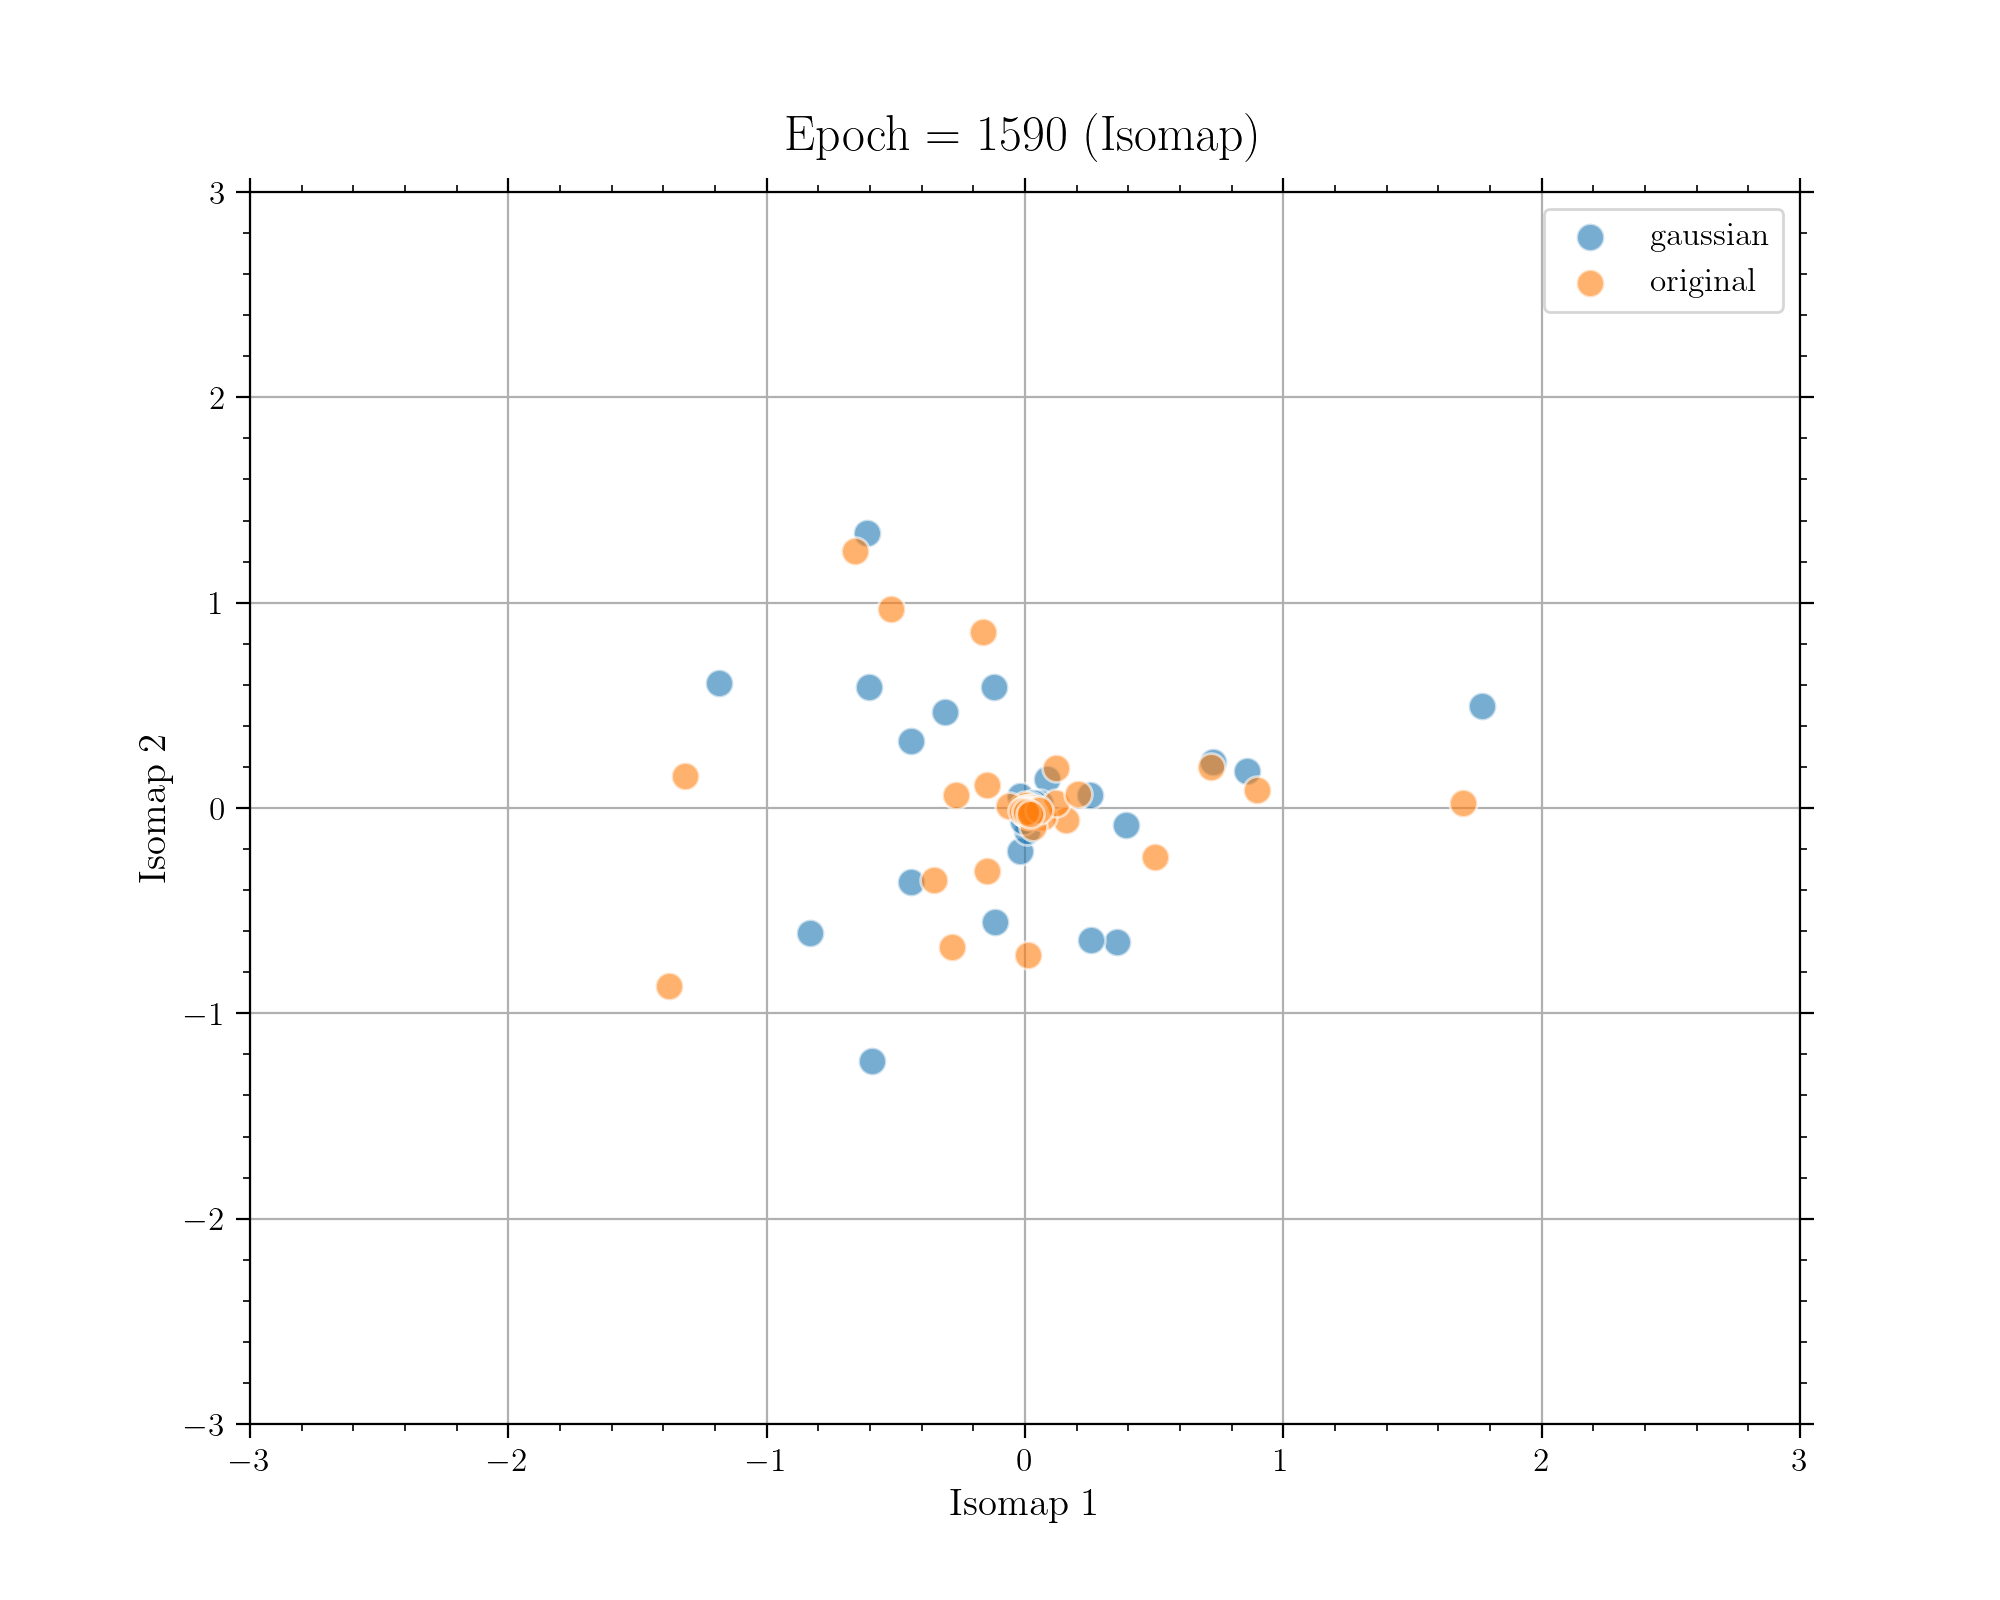 Epoch = 1590 (Isomap)
gaussian
original
3
2
1
0
−1
−2
−3
Isomap 2
−3
−2
−1
0
1
2
3
Isomap 1